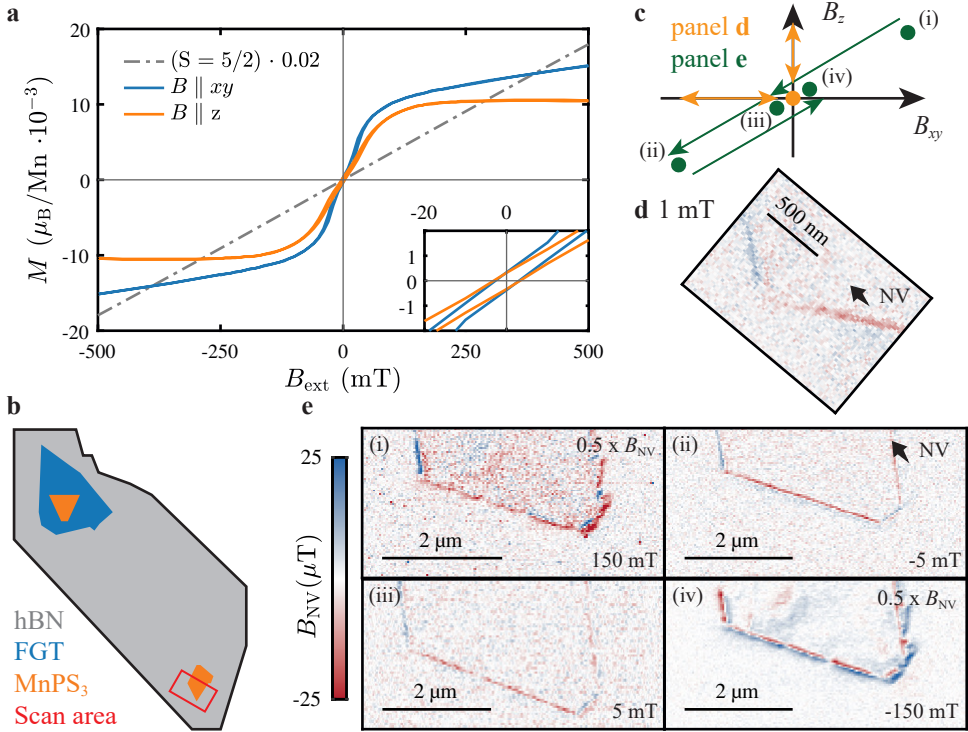 a
20
10
0
-10
-20
M (μB/Mn ·10⁻³)
(S = 5/2) · 0.02
B ∥ xy
B ∥ z
-20 0
1
0
-1
-500 -250 0 250 500
Bext (mT)
b
hBN
FGT
MnPS3
Scan area
c
Bz
(i)
panel d
panel e
(iv)
(iii)
Bxy
(ii)
d 1 mT
500 nm
NV
e
25
BNV (μT)
-25
(i) 0.5 x BNV
2 μm
150 mT
(ii)
NV
2 μm
-5 mT
(iii)
2 μm
5 mT
(iv) 0.5 x BNV
2 μm
-150 mT